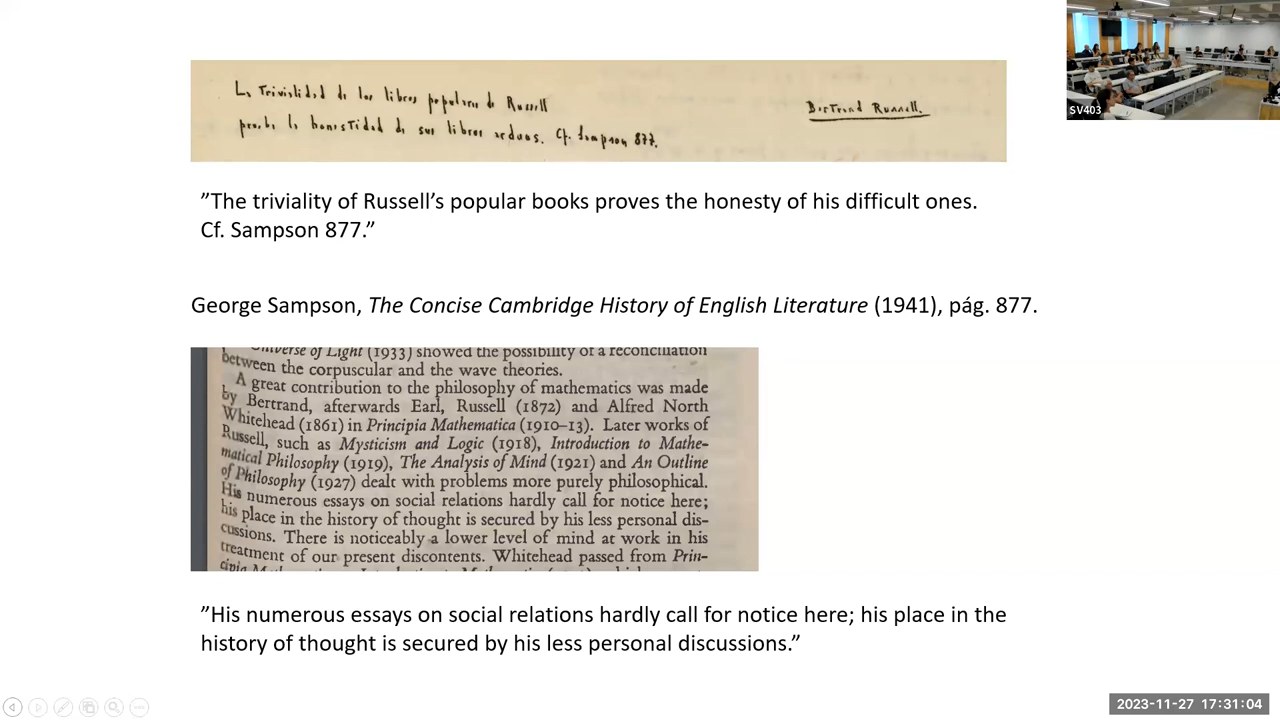 La trivialidad de los libros populares de Russell
prueba la honestidad de sus libros arduos. Cf. Sampson 877.
Bertrand Russell.
SV403
”The triviality of Russell’s popular books proves the honesty of his difficult ones.
Cf. Sampson 877.”
George Sampson, The Concise Cambridge History of English Literature (1941), pág. 877.
Universe of Light (1933) showed the possibility of a reconciliation
between the corpuscular and the wave theories.
A great contribution to the philosophy of mathematics was made
by Bertrand, afterwards Earl, Russell (1872) and Alfred North
Whitehead (1861) in Principia Mathematica (1910–13). Later works of
Russell, such as Mysticism and Logic (1918), Introduction to Mathe-
matical Philosophy (1919), The Analysis of Mind (1921) and An Outline
of Philosophy (1927) dealt with problems more purely philosophical.
His numerous essays on social relations hardly call for notice here;
his place in the history of thought is secured by his less personal dis-
cussions. There is noticeably a lower level of mind at work in his
treatment of our present discontents. Whitehead passed from Prin-
”His numerous essays on social relations hardly call for notice here; his place in the
history of thought is secured by his less personal discussions.”
2023-11-27 17:31:04